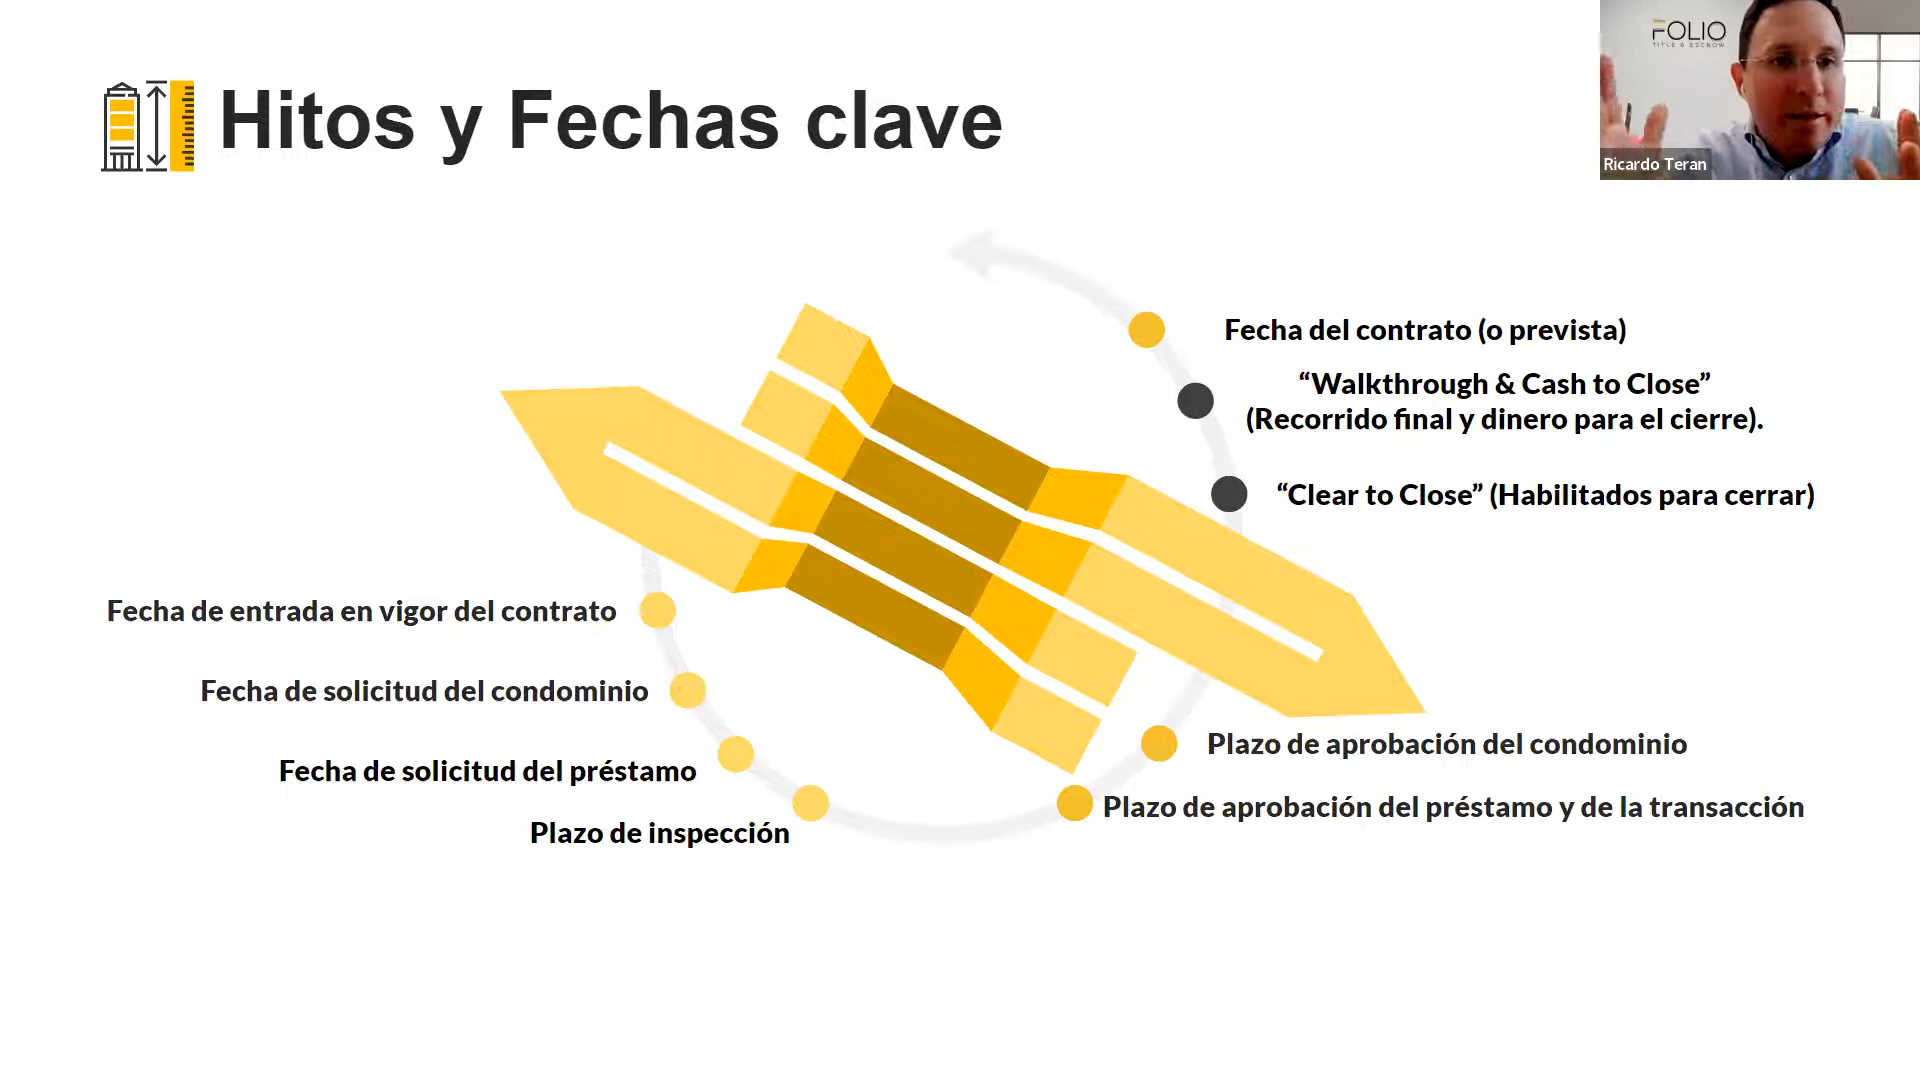 Hitos y Fechas clave
FOLIO
TITLE & ESCROW
Ricardo Teran
Fecha del contrato (o prevista)
“Walkthrough & Cash to Close”
(Recorrido final y dinero para el cierre).
“Clear to Close” (Habilitados para cerrar)
Fecha de entrada en vigor del contrato
Fecha de solicitud del condominio
Fecha de solicitud del préstamo
Plazo de inspección
Plazo de aprobación del condominio
Plazo de aprobación del préstamo y de la transacción